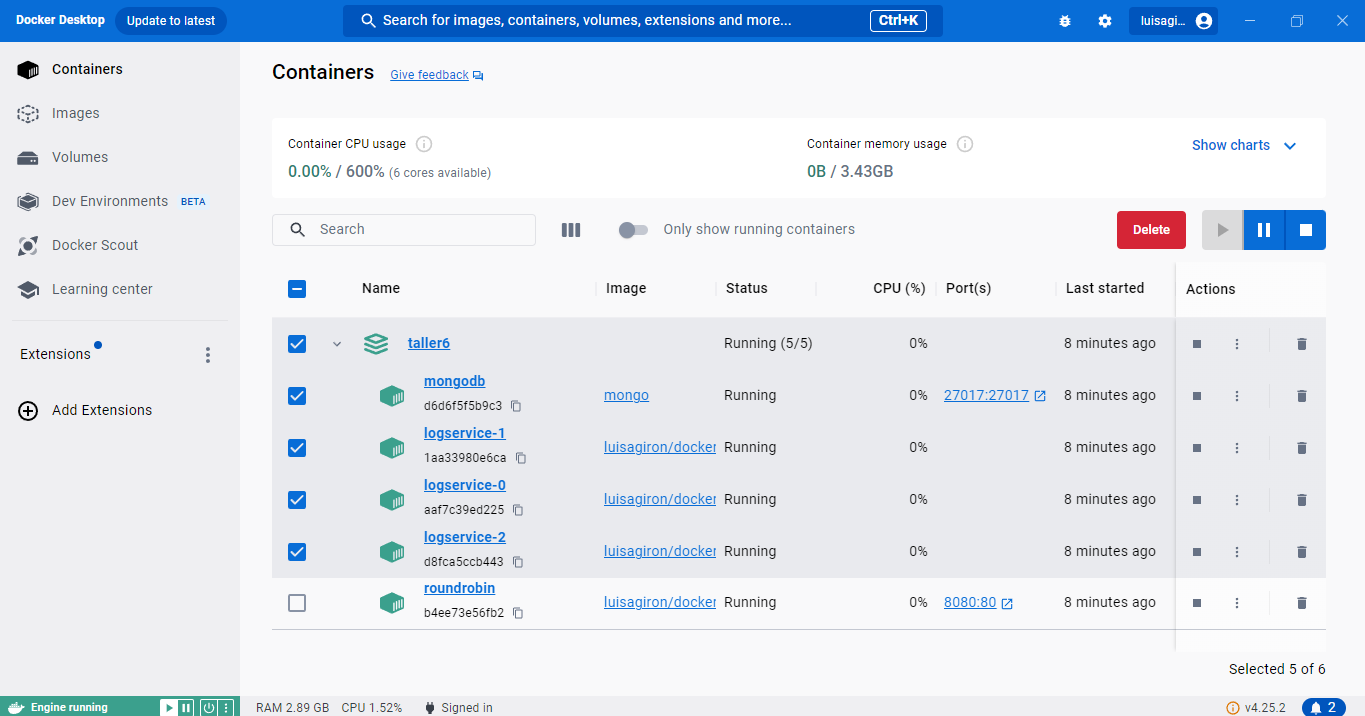 Docker Desktop Update to latest Search for images, containers, volumes, extensions and more... Ctrl+K luisagi...
Containers
Images
Volumes
Dev Environments BETA
Docker Scout
Learning center
Extensions
Add Extensions
Containers Give feedback
Container CPU usage
0.00% / 600% (6 cores available)
Container memory usage
0B / 3.43GB
Show charts
Search Only show running containers Delete
Name Image Status CPU (%) Port(s) Last started Actions
taller6 Running (5/5) 0% 8 minutes ago
mongodb
d6d6f5f5b9c3
mongo Running 0% 27017:27017 8 minutes ago
logservice-1
1aa33980e6ca
luisagiron/docker Running 0% 8 minutes ago
logservice-0
aaf7c39ed225
luisagiron/docker Running 0% 8 minutes ago
logservice-2
d8fca5ccb443
luisagiron/docker Running 0% 8 minutes ago
roundrobin
b4ee73e56fb2
luisagiron/docker Running 0% 8080:80 8 minutes ago
Selected 5 of 6
Engine running RAM 2.89 GB CPU 1.52% Signed in v4.25.2 2